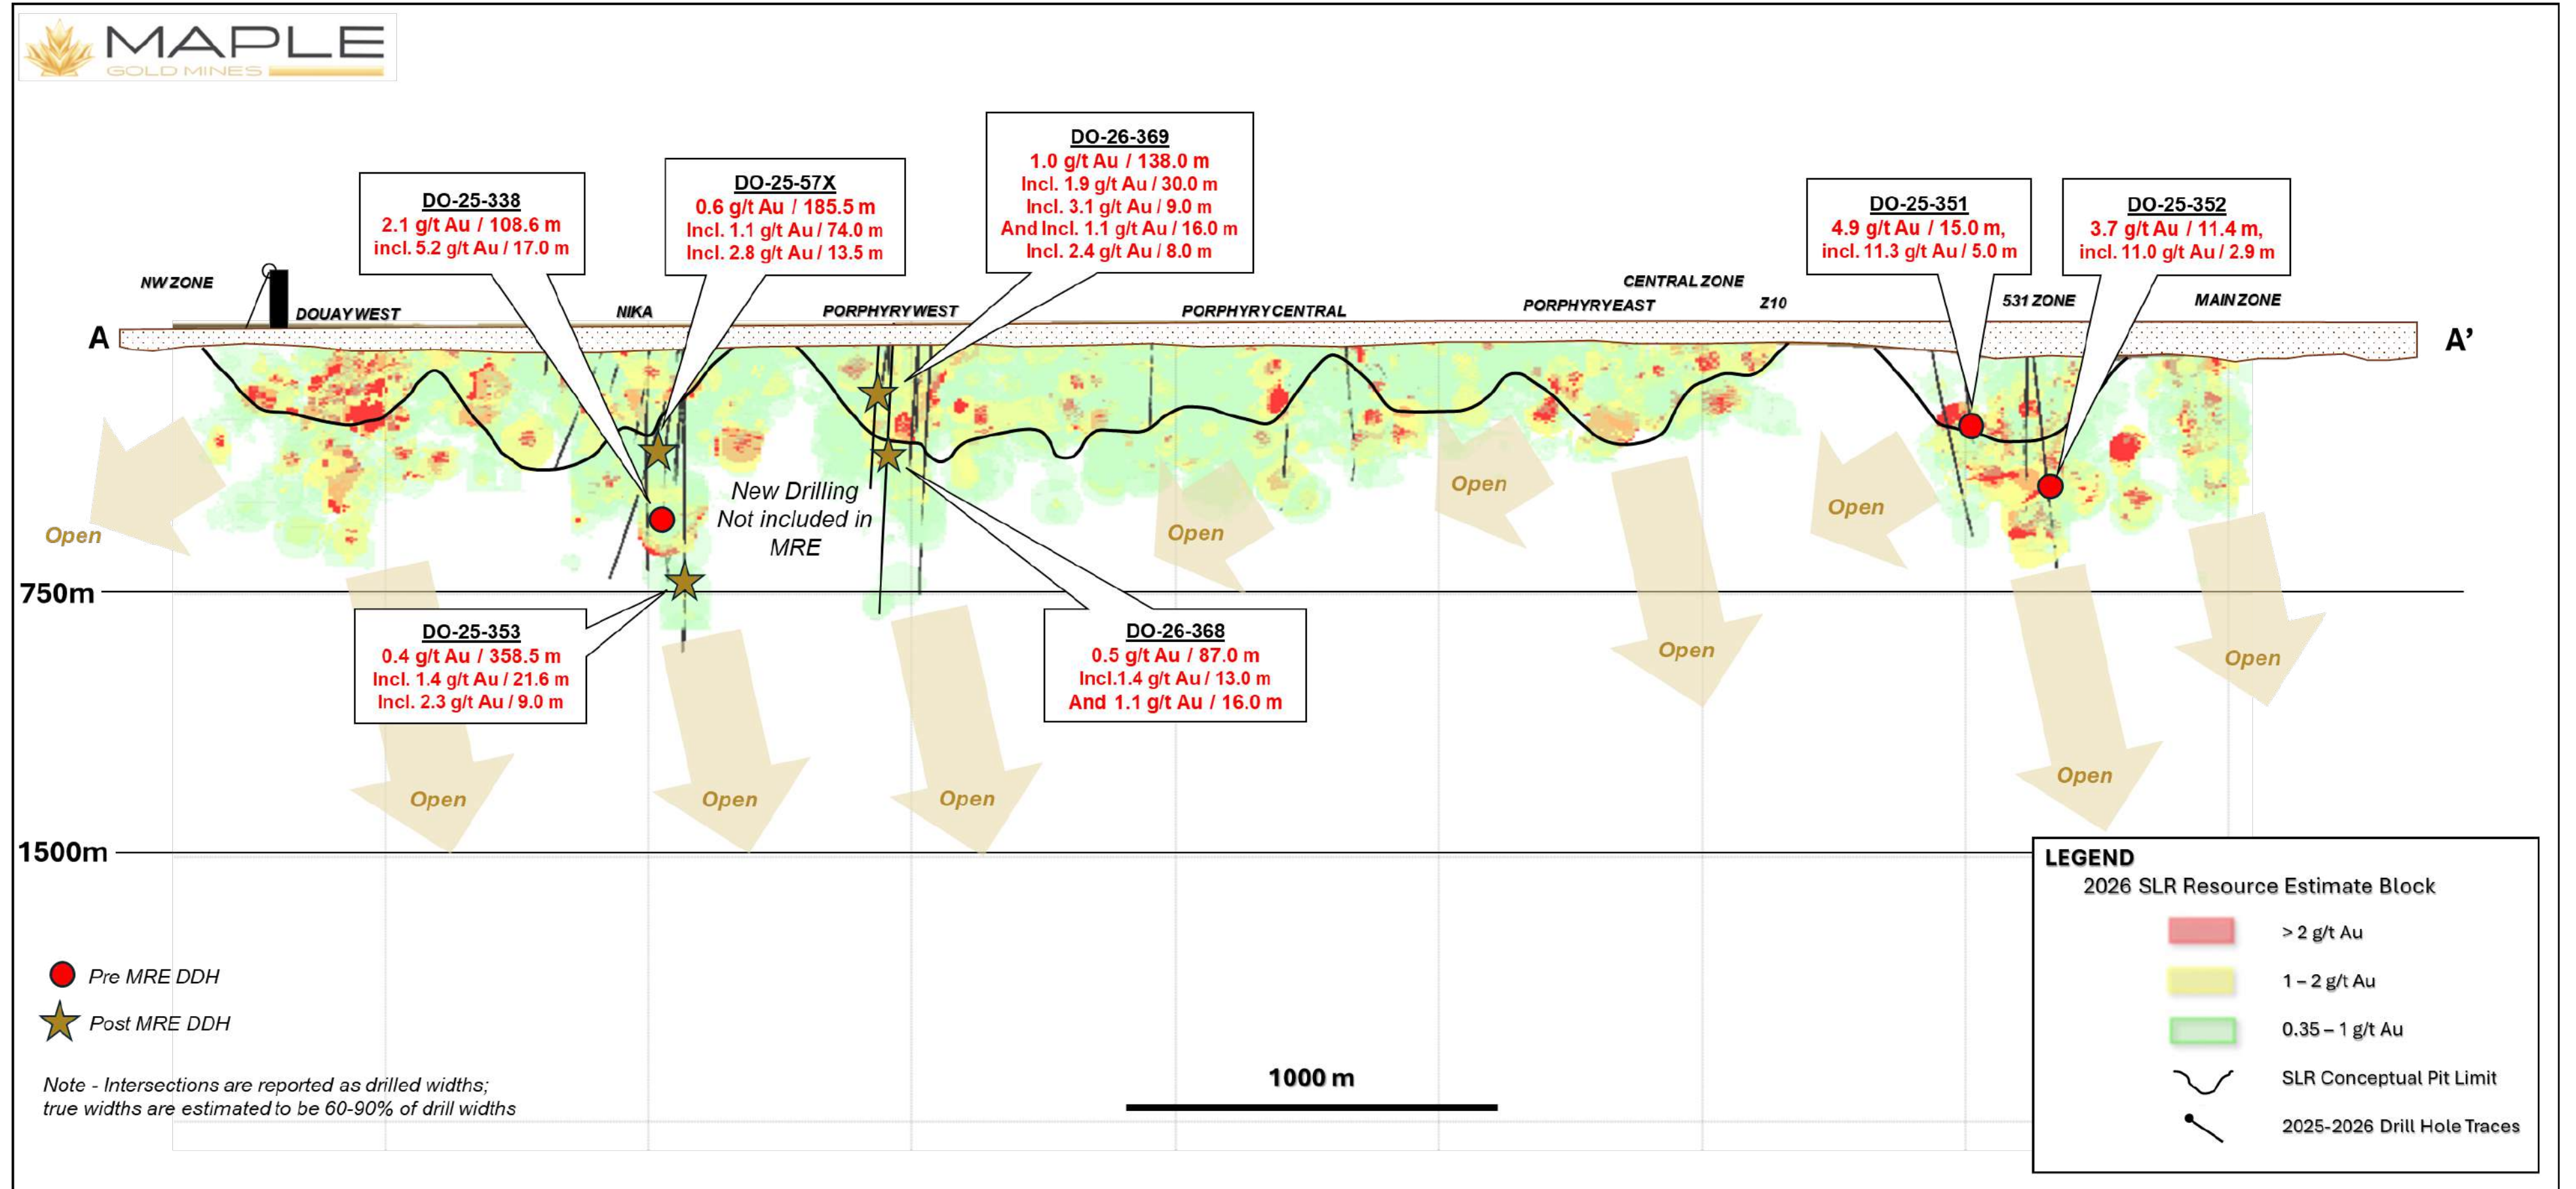 MAPLE
GOLD MINES
DO-26-369
1.0 g/t Au / 138.0 m
Incl. 1.9 g/t Au / 30.0 m
Incl. 3.1 g/t Au / 9.0 m
And Incl. 1.1 g/t Au / 16.0 m
Incl. 2.4 g/t Au / 8.0 m
DO-25-338
2.1 g/t Au / 108.6 m
incl. 5.2 g/t Au / 17.0 m
DO-25-57X
0.6 g/t Au / 185.5 m
Incl. 1.1 g/t Au / 74.0 m
Incl. 2.8 g/t Au / 13.5 m
DO-25-351
4.9 g/t Au / 15.0 m,
incl. 11.3 g/t Au / 5.0 m
DO-25-352
3.7 g/t Au / 11.4 m,
incl. 11.0 g/t Au / 2.9 m
NW ZONE
DOUAY WEST
NIKA
PORPHYRY WEST
PORPHYRY CENTRAL
PORPHYRY EAST
CENTRAL ZONE
Z10
531 ZONE
MAIN ZONE
A
A’
New Drilling
Not included in
MRE
Open
Open
Open
Open
750m
DO-25-353
0.4 g/t Au / 358.5 m
Incl. 1.4 g/t Au / 21.6 m
Incl. 2.3 g/t Au / 9.0 m
DO-26-368
0.5 g/t Au / 87.0 m
Incl.1.4 g/t Au / 13.0 m
And 1.1 g/t Au / 16.0 m
Open
Open
Open
Open
Open
Open
1500m
LEGEND
2026 SLR Resource Estimate Block
> 2 g/t Au
1 – 2 g/t Au
0.35 – 1 g/t Au
SLR Conceptual Pit Limit
2025-2026 Drill Hole Traces
Pre MRE DDH
Post MRE DDH
Note - Intersections are reported as drilled widths;
true widths are estimated to be 60-90% of drill widths
1000 m